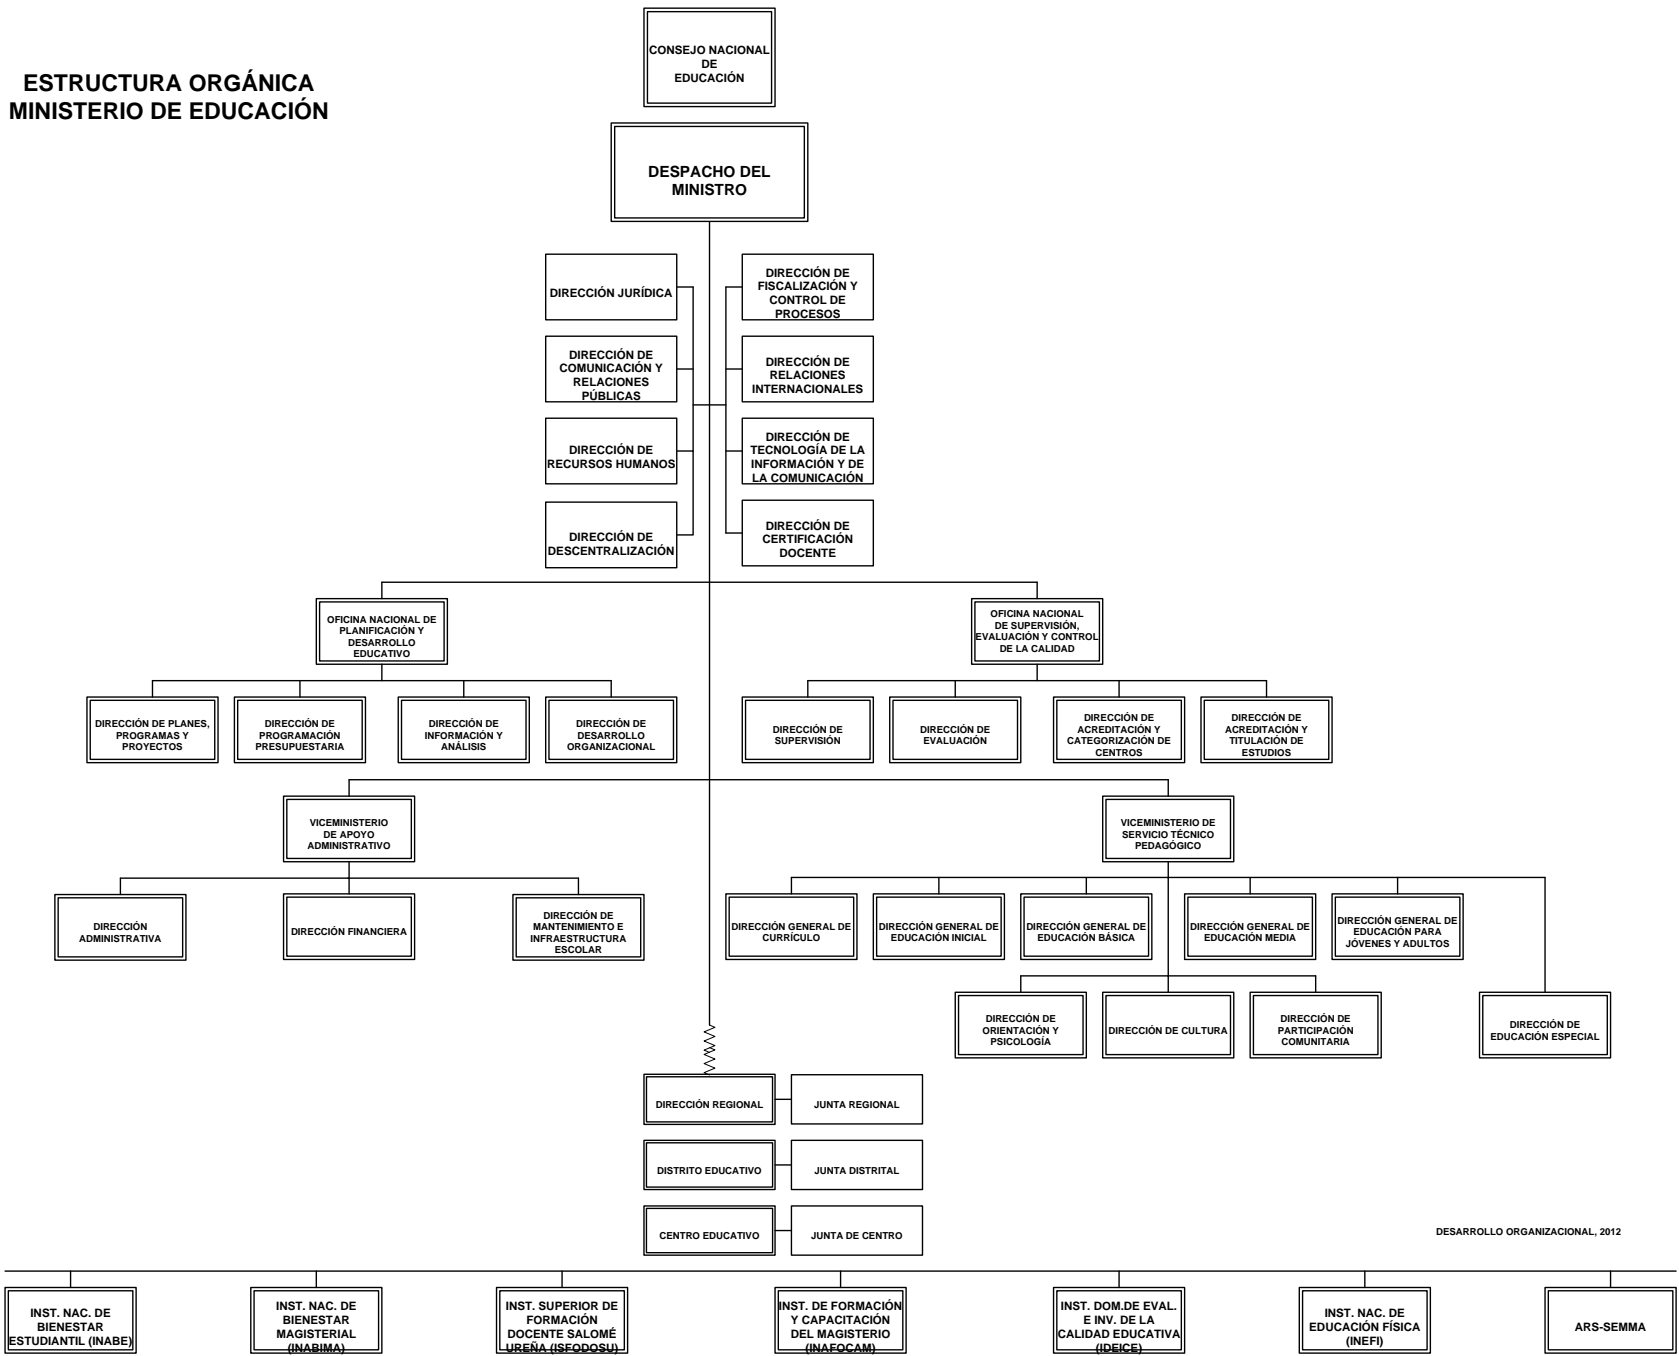 CONSEJO NACIONAL
DE
EDUCACIÓN
ESTRUCTURA ORGÁNICA
MINISTERIO DE EDUCACIÓN
DESPACHO DEL
MINISTRO
DIRECCIÓN JURÍDICA
DIRECCIÓN DE
FISCALIZACIÓN Y
CONTROL DE
PROCESOS
DIRECCIÓN DE
COMUNICACIÓN Y
RELACIONES
PÚBLICAS
DIRECCIÓN DE
RELACIONES
INTERNACIONALES
DIRECCIÓN DE
RECURSOS HUMANOS
DIRECCIÓN DE
TECNOLOGÍA DE LA
INFORMACIÓN Y DE
LA COMUNICACIÓN
DIRECCIÓN DE
DESCENTRALIZACIÓN
DIRECCIÓN DE
CERTIFICACIÓN
DOCENTE
OFICINA NACIONAL DE
PLANIFICACIÓN Y
DESARROLLO
EDUCATIVO
OFICINA NACIONAL
DE SUPERVISIÓN,
EVALUACIÓN Y CONTROL
DE LA CALIDAD
DIRECCIÓN DE PLANES,
PROGRAMAS Y
PROYECTOS
DIRECCIÓN DE
PROGRAMACIÓN
PRESUPUESTARIA
DIRECCIÓN DE
INFORMACIÓN Y
ANÁLISIS
DIRECCIÓN DE
DESARROLLO
ORGANIZACIONAL
DIRECCIÓN DE
SUPERVISIÓN
DIRECCIÓN DE
EVALUACIÓN
DIRECCIÓN DE
ACREDITACIÓN Y
CATEGORIZACIÓN DE
CENTROS
DIRECCIÓN DE
ACREDITACIÓN Y
TITULACIÓN DE
ESTUDIOS
VICEMINISTERIO
DE APOYO
ADMINISTRATIVO
VICEMINISTERIO DE
SERVICIO TÉCNICO
PEDAGÓGICO
DIRECCIÓN
ADMINISTRATIVA
DIRECCIÓN FINANCIERA
DIRECCIÓN DE
MANTENIMIENTO E
INFRAESTRUCTURA
ESCOLAR
DIRECCIÓN GENERAL DE
CURRÍCULO
DIRECCIÓN GENERAL DE
EDUCACIÓN INICIAL
DIRECCIÓN GENERAL DE
EDUCACIÓN BÁSICA
DIRECCIÓN GENERAL DE
EDUCACIÓN MEDIA
DIRECCIÓN GENERAL DE
EDUCACIÓN PARA
JÓVENES Y ADULTOS
DIRECCIÓN DE
ORIENTACIÓN Y
PSICOLOGÍA
DIRECCIÓN DE CULTURA
DIRECCIÓN DE
PARTICIPACIÓN
COMUNITARIA
DIRECCIÓN DE
EDUCACIÓN ESPECIAL
DIRECCIÓN REGIONAL
JUNTA REGIONAL
DISTRITO EDUCATIVO
JUNTA DISTRITAL
CENTRO EDUCATIVO
JUNTA DE CENTRO
DESARROLLO ORGANIZACIONAL, 2012
INST. NAC. DE
BIENESTAR
ESTUDIANTIL (INABE)
INST. NAC. DE
BIENESTAR
MAGISTERIAL
(INABIMA)
INST. SUPERIOR DE
FORMACIÓN
DOCENTE SALOMÉ
UREÑA (ISFODOSU)
INST. DE FORMACIÓN
Y CAPACITACIÓN
DEL MAGISTERIO
(INAFOCAM)
INST. DOM.DE EVAL.
E INV. DE LA
CALIDAD EDUCATIVA
(IDEICE)
INST. NAC. DE
EDUCACIÓN FÍSICA
(INEFI)
ARS-SEMMA